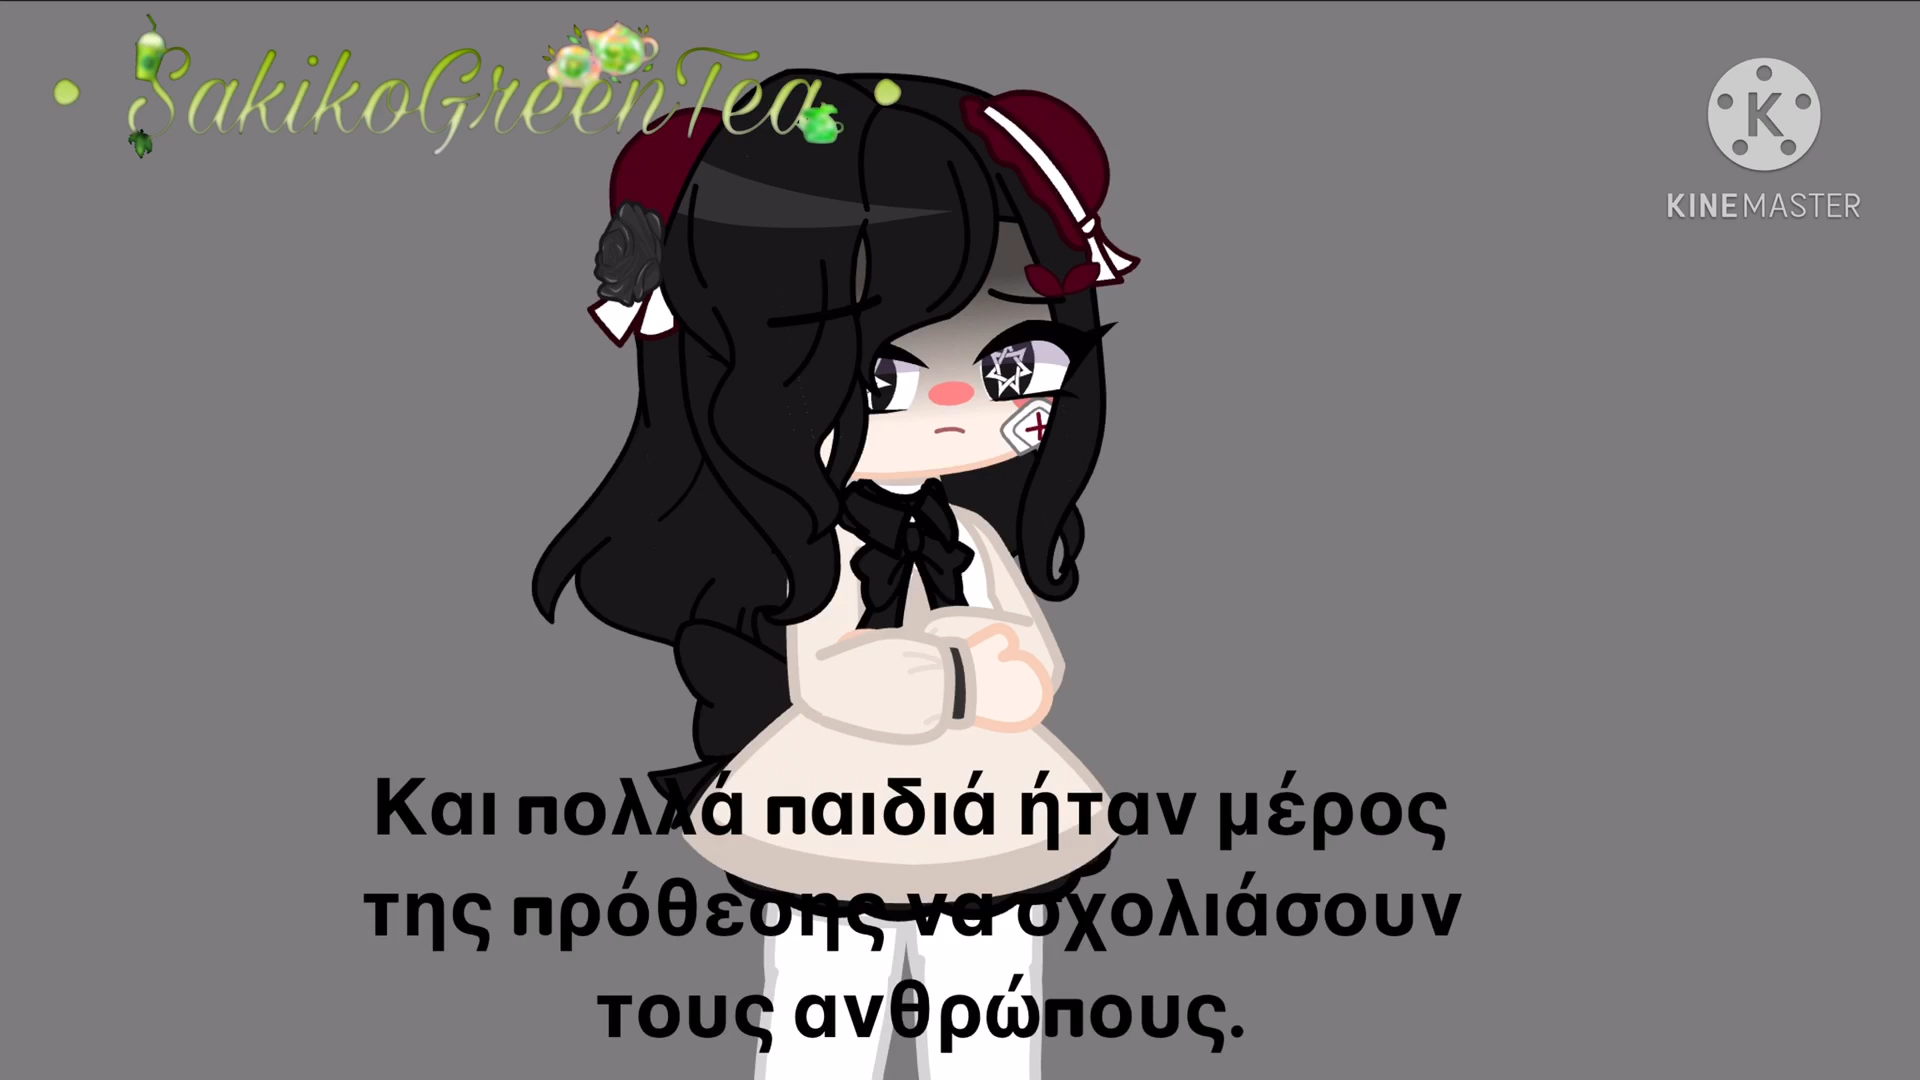 • SakikoGreenTea •
K
KINEMASTER
Και πολλά παιδιά ήταν μέρος
της πρόθεσης να σχολιάσουν
τους ανθρώπους.